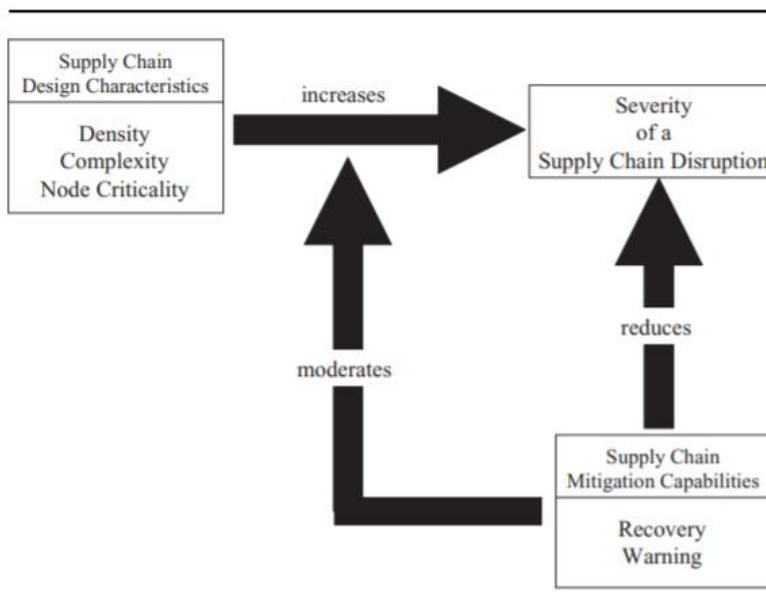 Supply Chain
Design Characteristics
Density
Complexity
Node Criticality
increases
Severity
of a
Supply Chain Disruption
moderates
reduces
Supply Chain
Mitigation Capabilities
Recovery
Warning